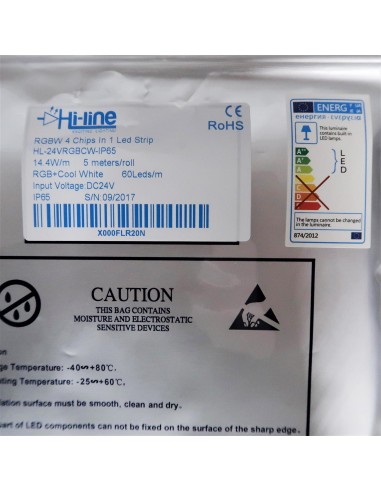 Hi-line
CE
RoHS
RGBW 4 Chips In 1 Led Strip
HL-24VRGBCW-IP65
14.4W/m 5 meters/roll
RGB+Cool White 60Leds/m
Input Voltage:DC24V
IP65 S/N:09/2017
X000FLR20N
ENERG
This luminaire
contains built-in
LED lamps.
A++
A+
A
B
C
D
E
LED
The lamps cannot be changed in
the luminaire.
874/2012
CAUTION
THIS BAG CONTAINS
MOISTURE AND ELECTROSTATIC
SENSITIVE DEVICES
on
ge Temperature: -40∽+80℃.
ting Temperature: -25∽+60℃.
lation surface must be smooth, clean and dry.
art of LED components can not be fixed on the surface of the sharp edge.